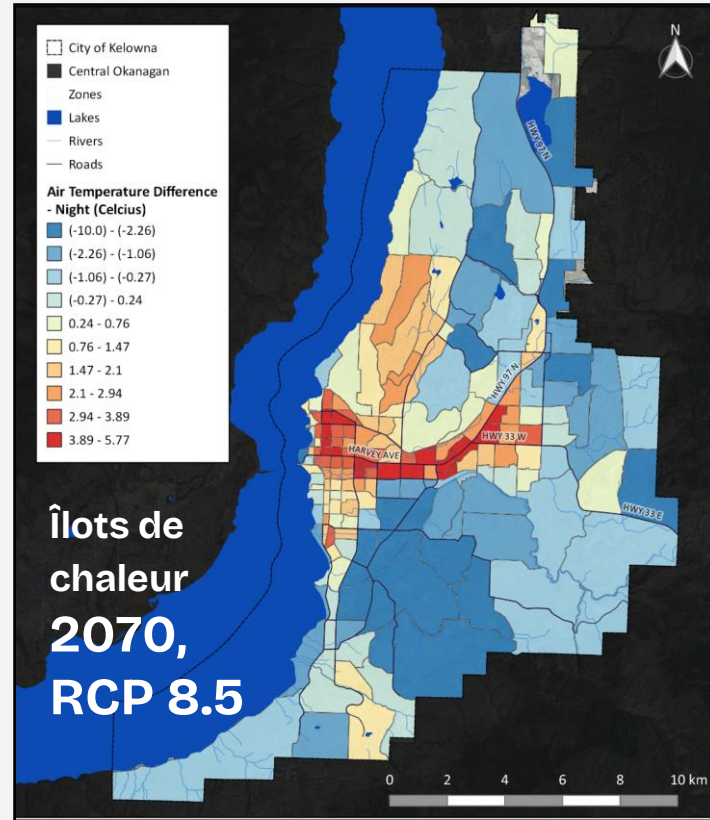 City of Kelowna
Central Okanagan
Zones
Lakes
Rivers
Roads
Air Temperature Difference
- Night (Celcius)
(-10.0) - (-2.26)
(-2.26) - (-1.06)
(-1.06) - (-0.27)
(-0.27) - 0.24
0.24 - 0.76
0.76 - 1.47
1.47 - 2.1
2.1 - 2.94
2.94 - 3.89
3.89 - 5.77
N
HWY 97 N
HWY 97 N
HARVEY AVE
HWY 33 W
HWY 33 E
Îlots de
chaleur
2070,
RCP 8.5
0 2 4 6 8 10 km